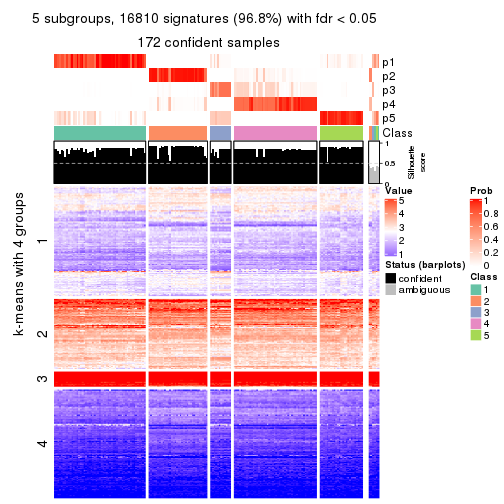 5 subgroups, 16810 signatures (96.8%) with fdr < 0.05
172 confident samples
p1
p2
p3
p4
p5
Class
1
0.5
0
Silhouette
score
k-means with 4 groups
1
2
3
4
Value
5
4
3
2
1
Status (barplots)
confident
ambiguous
Prob
1
0.8
0.6
0.4
0.2
0
Class
1
2
3
4
5